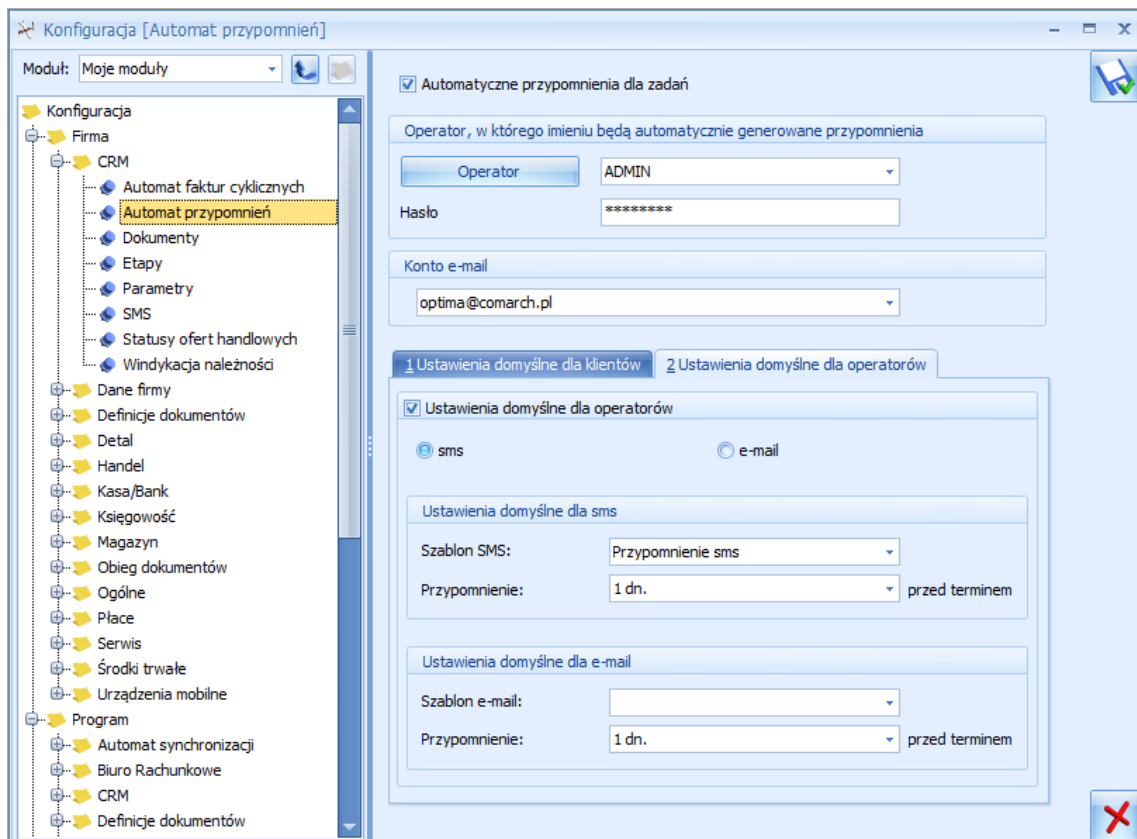 Konfiguracja [Automat przypomnień]
Moduł: Moje moduły
Konfiguracja
Firma
CRM
Automat faktur cyklicznych
Automat przypomnień
Dokumenty
Etapy
Parametry
SMS
Statusy ofert handlowych
Windykacja należności
Dane firmy
Definicje dokumentów
Detal
Handel
Kasa/Bank
Księgowość
Magazyn
Obieg dokumentów
Ogólne
Płace
Serwis
Środki trwałe
Urządzenia mobilne
Program
Automat synchronizacji
Biuro Rachunkowe
CRM
Definicje dokumentów
Automatyczne przypomnienia dla zadań
Operator, w którego imieniu będą automatycznie generowane przypomnienia
Operator ADMIN
Hasło ********
Konto e-mail
optima@comarch.pl
1 Ustawienia domyślne dla klientów 2 Ustawienia domyślne dla operatorów
Ustawienia domyślne dla operatorów
sms e-mail
Ustawienia domyślne dla sms
Szablon SMS: Przypomnienie sms
Przypomnienie: 1 dn. przed terminem
Ustawienia domyślne dla e-mail
Szablon e-mail:
Przypomnienie: 1 dn. przed terminem